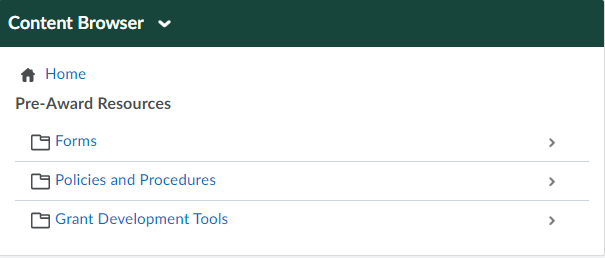 Content Browser
Home
Pre-Award Resources
Forms
Policies and Procedures
Grant Development Tools